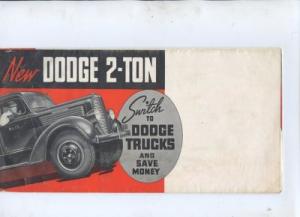 New DODGE 2-TON
Switch
TO
DODGE
TRUCKS
AND
SAVE
MONEY